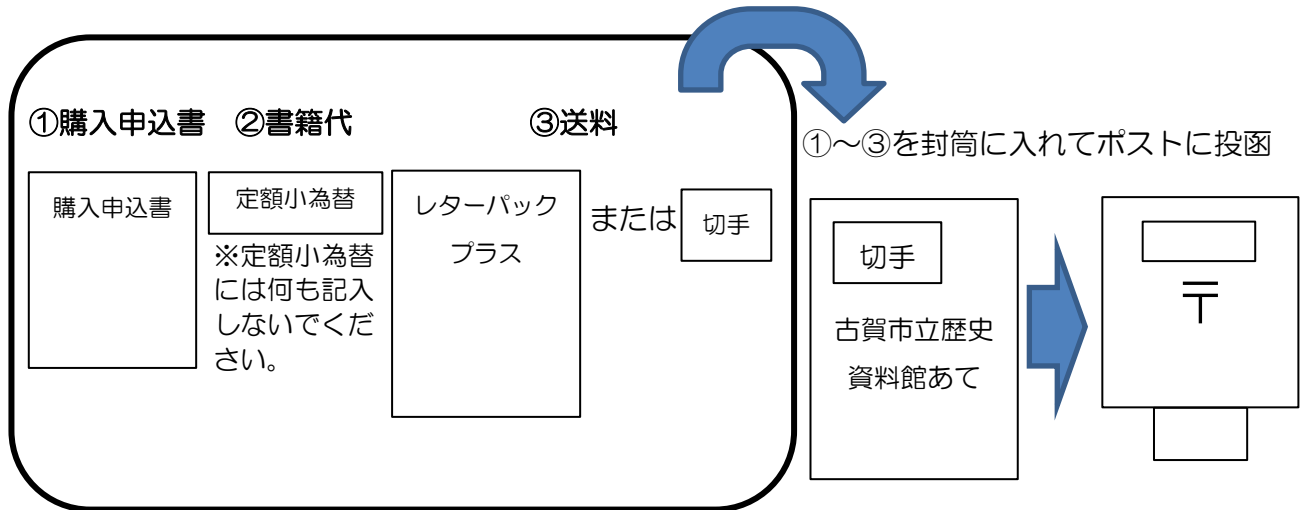 ①購入申込書 ②書籍代 ③送料
購入申込書
定額小為替
※定額小為替
には何も記入
しないでくだ
さい。
レターパック
プラス
または
切手
①～③を封筒に入れてポストに投函
切手
古賀市立歴史
資料館あて
〒